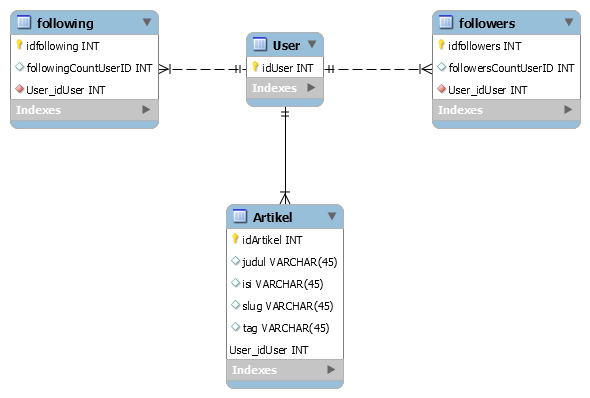 following
idfollowing INT
followingCountUserID INT
User_idUser INT
Indexes
User
idUser INT
Indexes
followers
idfollowers INT
followersCountUserID INT
User_idUser INT
Indexes
Artikel
idArtikel INT
judul VARCHAR(45)
isi VARCHAR(45)
slug VARCHAR(45)
tag VARCHAR(45)
User_idUser INT
Indexes